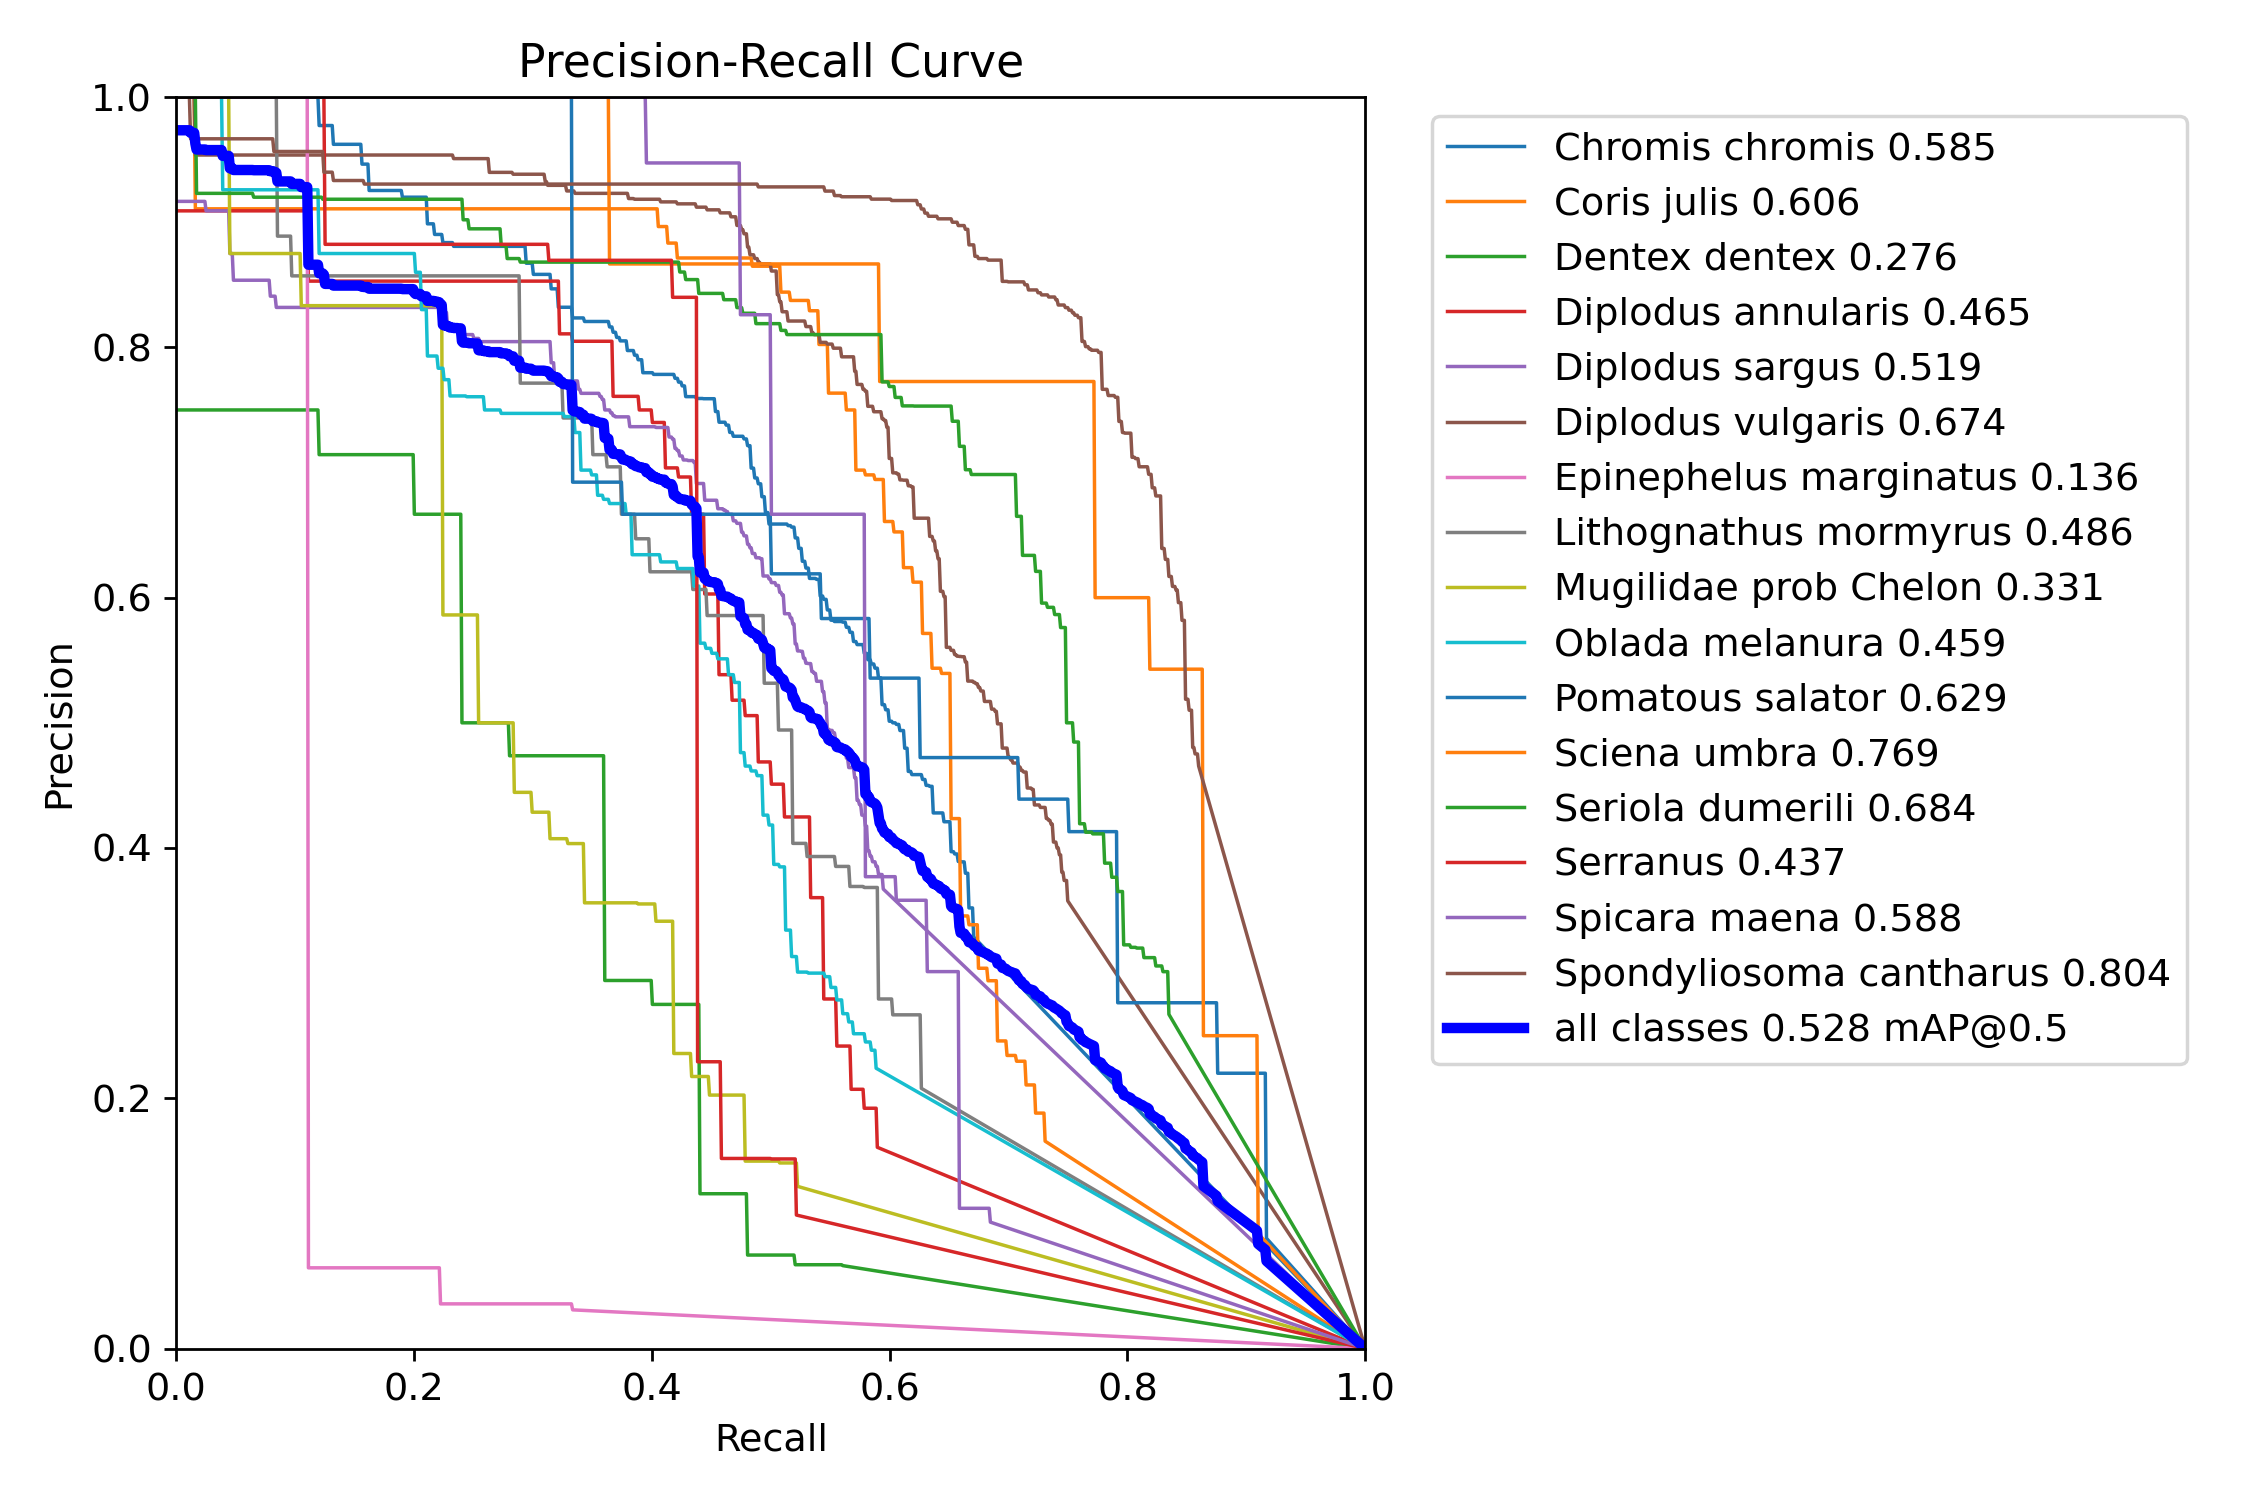 Precision-Recall Curve
1.0
0.8
0.6
0.4
0.2
0.0
Precision
0.0 0.2 0.4 0.6 0.8 1.0
Recall
Chromis chromis 0.585
Coris julis 0.606
Dentex dentex 0.276
Diplodus annularis 0.465
Diplodus sargus 0.519
Diplodus vulgaris 0.674
Epinephelus marginatus 0.136
Lithognathus mormyrus 0.486
Mugilidae prob Chelon 0.331
Oblada melanura 0.459
Pomatous salator 0.629
Sciena umbra 0.769
Seriola dumerili 0.684
Serranus 0.437
Spicara maena 0.588
Spondyliosoma cantharus 0.804
all classes 0.528 mAP@0.5